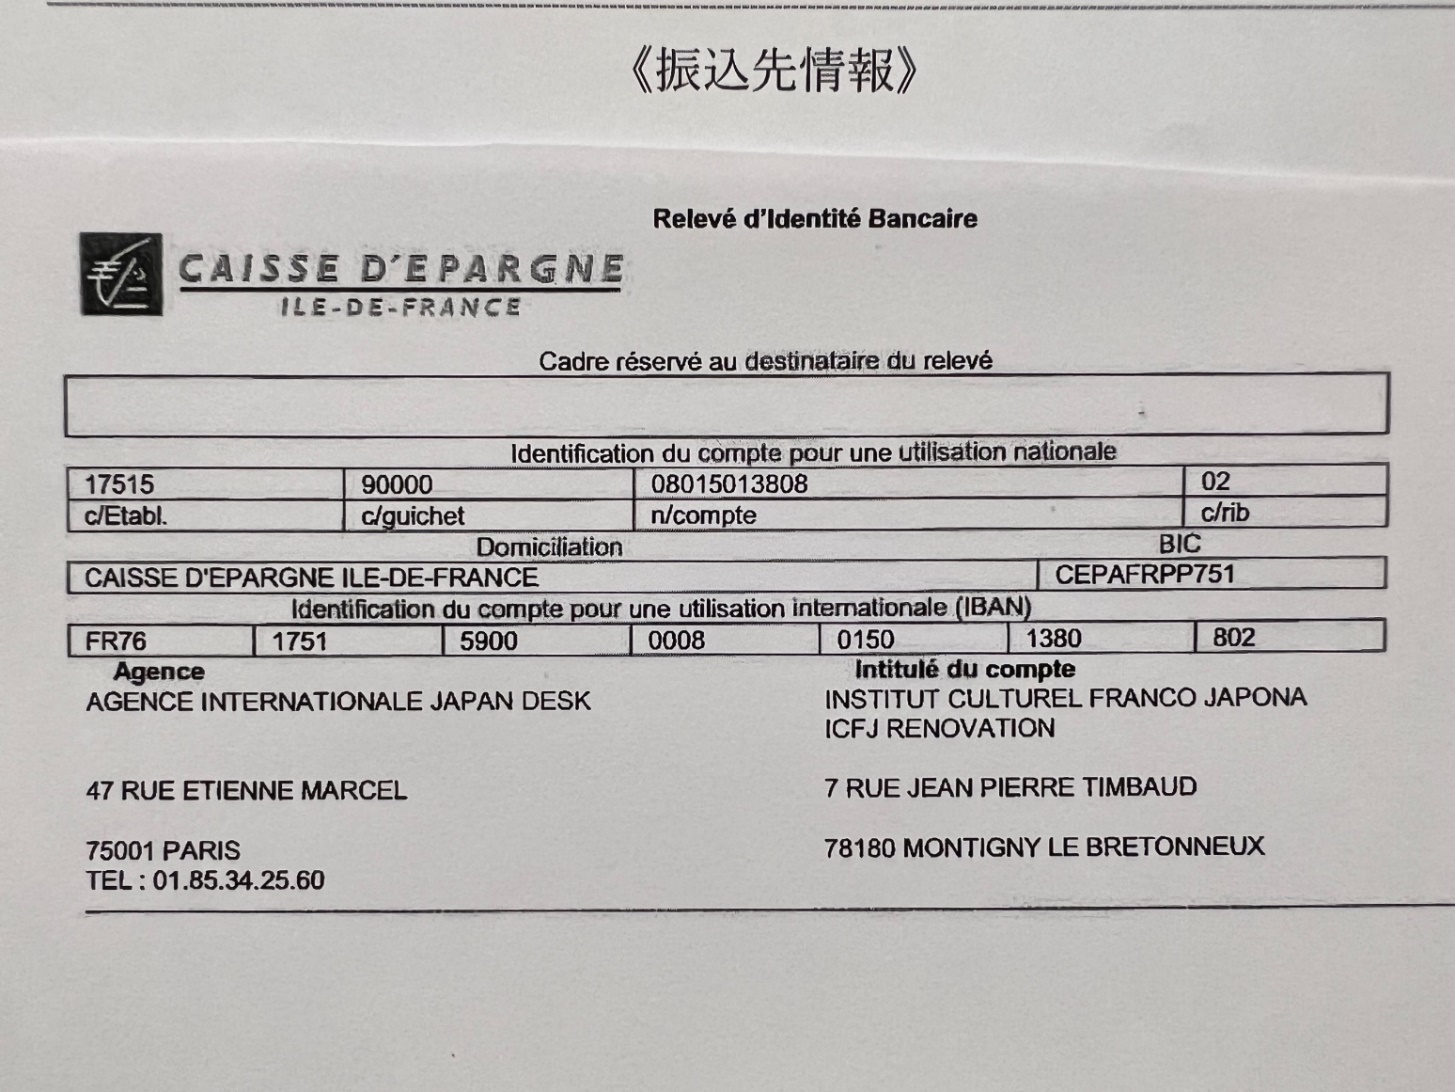 《振込先情報》
Relevé d'Identité Bancaire
CAISSE D'EPARGNE
ILE-DE-FRANCE
Cadre réservé au destinataire du relevé
Identification du compte pour une utilisation nationale
17515 90000 08015013808 02
c/Etabl. c/guichet n/compte c/rib
Domiciliation BIC
CAISSE D'EPARGNE ILE-DE-FRANCE CEPAFRPP751
Identification du compte pour une utilisation internationale (IBAN)
FR76 1751 5900 0008 0150 1380 802
Agence Intitulé du compte
AGENCE INTERNATIONALE JAPAN DESK INSTITUT CULTUREL FRANCO JAPONA
ICFJ RENOVATION
47 RUE ETIENNE MARCEL 7 RUE JEAN PIERRE TIMBAUD
75001 PARIS 78180 MONTIGNY LE BRETONNEUX
TEL : 01.85.34.25.60